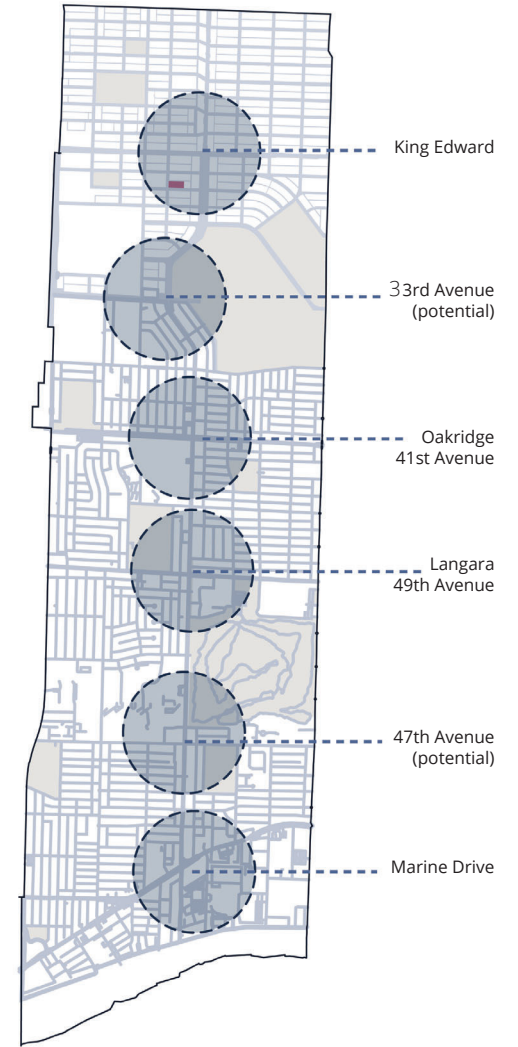 King Edward
33rd Avenue
(potential)
Oakridge
41st Avenue
Langara
49th Avenue
47th Avenue
(potential)
Marine Drive